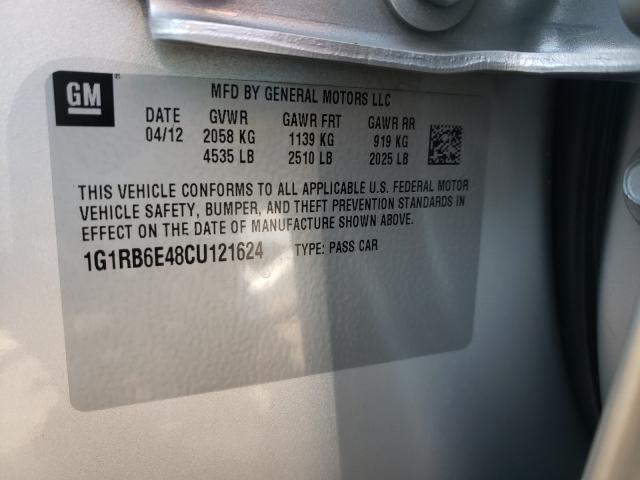 GM
MFD BY GENERAL MOTORS LLC
DATE GVWR GAWR FRT GAWR RR
04/12 2058 KG 1139 KG 919 KG
4535 LB 2510 LB 2025 LB
THIS VEHICLE CONFORMS TO ALL APPLICABLE U.S. FEDERAL MOTOR
VEHICLE SAFETY, BUMPER, AND THEFT PREVENTION STANDARDS IN
EFFECT ON THE DATE OF MANUFACTURE SHOWN ABOVE.
1G1RB6E48CU121624 TYPE: PASS CAR